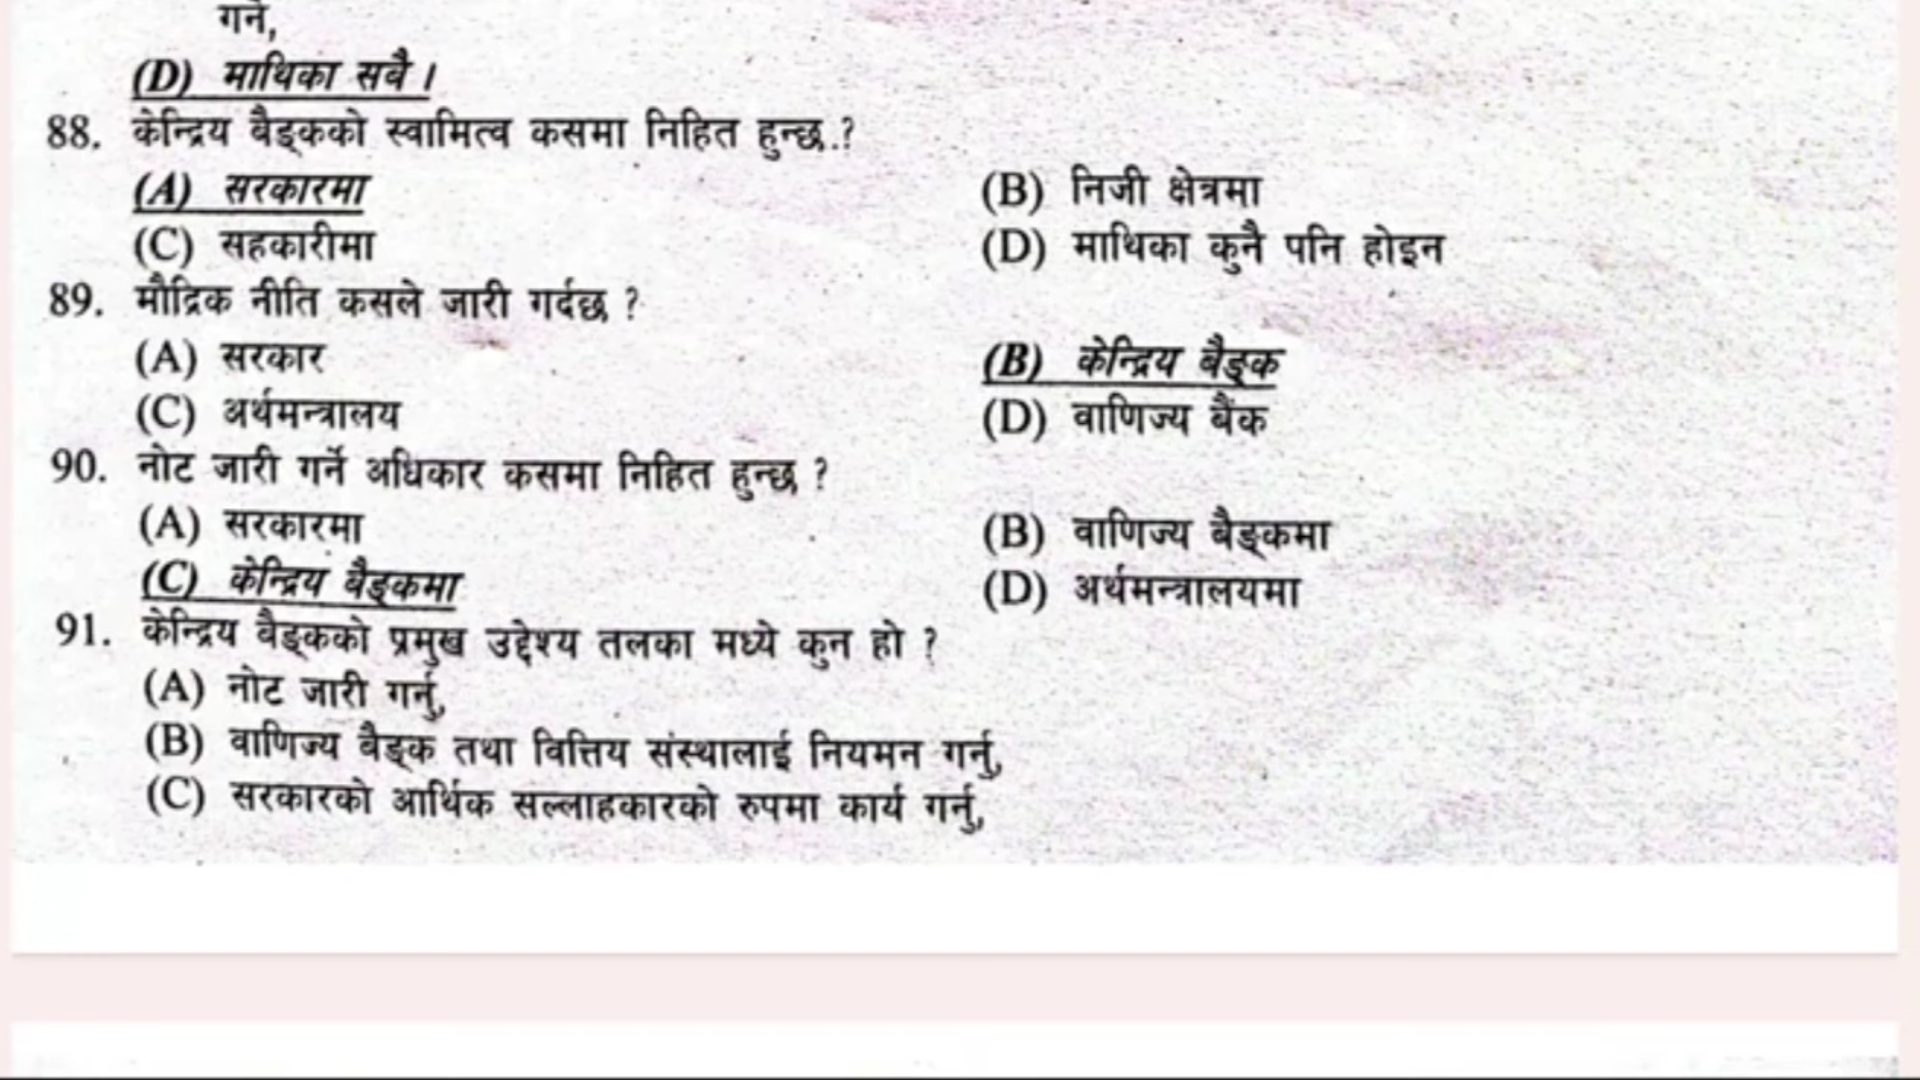 गर्ने,
(D) माथिका सबै ।
88. केन्द्रिय बैङ्कको स्वामित्व कसमा निहित हुन्छ ?
(A) सरकारमा (B) निजी क्षेत्रमा
(C) सहकारीमा (D) माथिका कुनै पनि होइन
89. मौद्रिक नीति कसले जारी गर्दछ ?
(A) सरकार (B) केन्द्रिय बैङ्क
(C) अर्थमन्त्रालय (D) वाणिज्य बैंक
90. नोट जारी गर्ने अधिकार कसमा निहित हुन्छ ?
(A) सरकारमा (B) वाणिज्य बैङ्कमा
(C) केन्द्रिय बैङ्कमा (D) अर्थमन्त्रालयमा
91. केन्द्रिय बैङ्कको प्रमुख उद्देश्य तलका मध्ये कुन हो ?
(A) नोट जारी गर्नु,
(B) वाणिज्य बैङ्क तथा वित्तिय संस्थालाई नियमन गर्नु,
(C) सरकारको आर्थिक सल्लाहकारको रुपमा कार्य गर्नु,